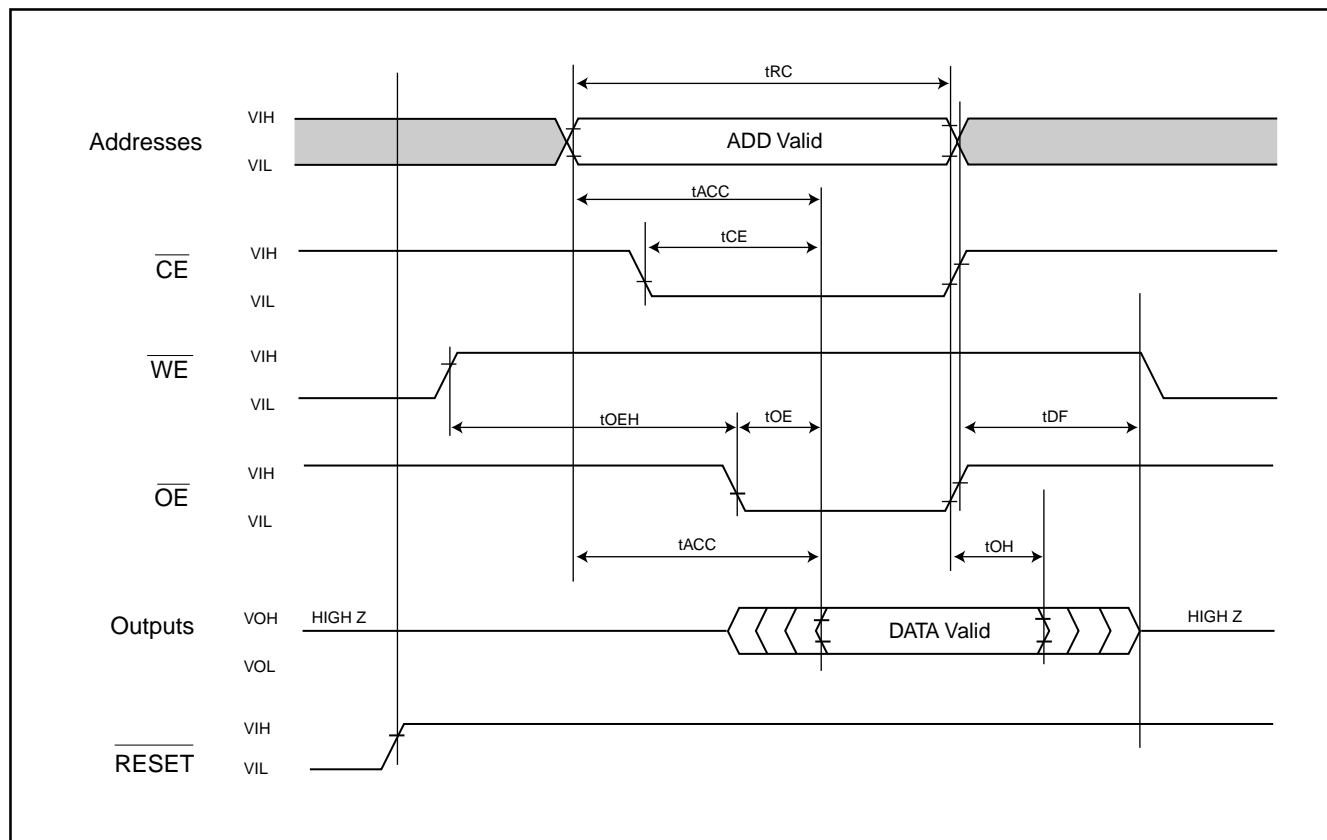 tRC
VIH
Addresses
ADD Valid
VIL
tACC
tCE
VIH
CE
VIL
VIH
WE
VIL
tOEH
tOE
tDF
VIH
OE
VIL
tACC
tOH
VOH
HIGH Z
Outputs
DATA Valid
HIGH Z
VOL
VIH
RESET
VIL